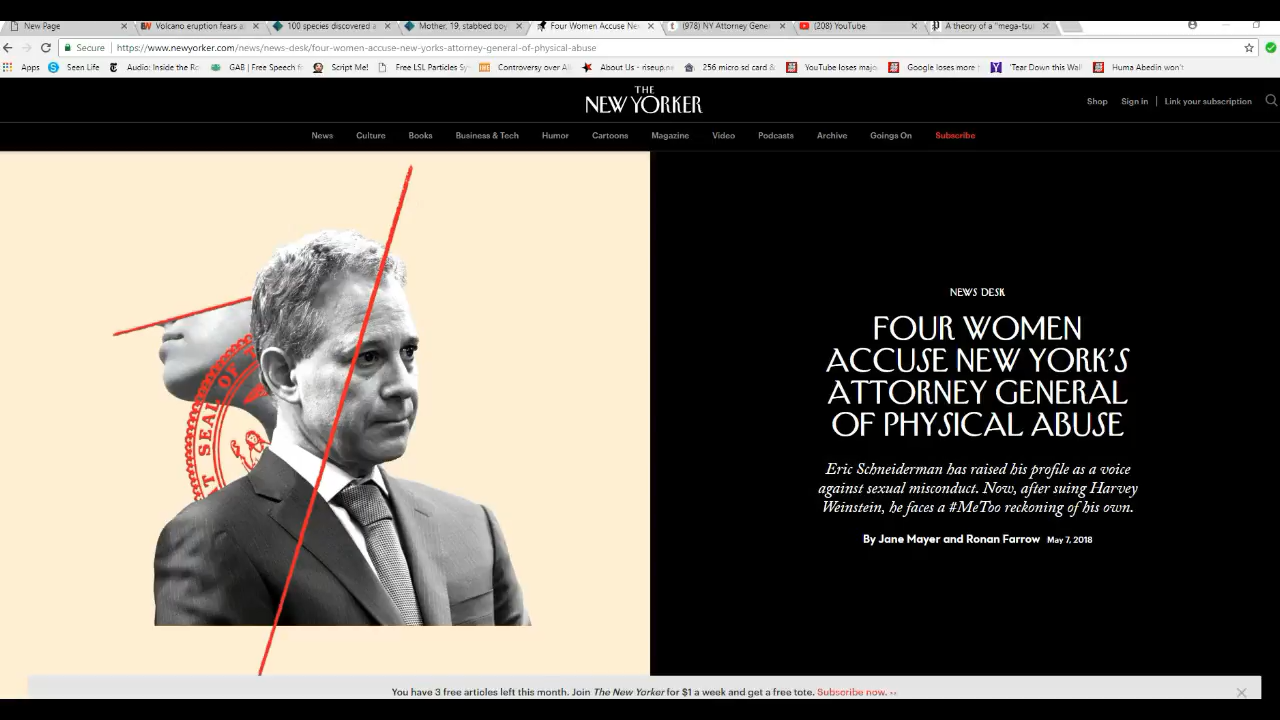 New Page
Volcano eruption fears a
100 species discovered a
Mother, 19, stabbed boy
Four Women Accuse Ne
(978) NY Attorney Gene
(208) YouTube
A theory of a "mega-tsu
Secure
https://www.newyorker.com/news/news-desk/four-women-accuse-new-yorks-attorney-general-of-physical-abuse
Apps
Seen Life
Audio: Inside the Ro
GAB | Free Speech f
Script Me!
Free LSL Particles Sy
Controversy over Al
About Us - riseup.ne
256 micro sd card &
YouTube loses majo
Google loses more t
'Tear Down this Wall
Huma Abedin won't
THE
NEW YORKER
Shop
Sign in
Link your subscription
News
Culture
Books
Business & Tech
Humor
Cartoons
Magazine
Video
Podcasts
Archive
Goings On
Subscribe
SEAL OF
NEWS DESK
FOUR WOMEN
ACCUSE NEW YORK'S
ATTORNEY GENERAL
OF PHYSICAL ABUSE
Eric Schneiderman has raised his profile as a voice
against sexual misconduct. Now, after suing Harvey
Weinstein, he faces a #MeToo reckoning of his own.
By Jane Mayer and Ronan Farrow May 7, 2018
You have 3 free articles left this month. Join The New Yorker for $1 a week and get a free tote. Subscribe now. ››